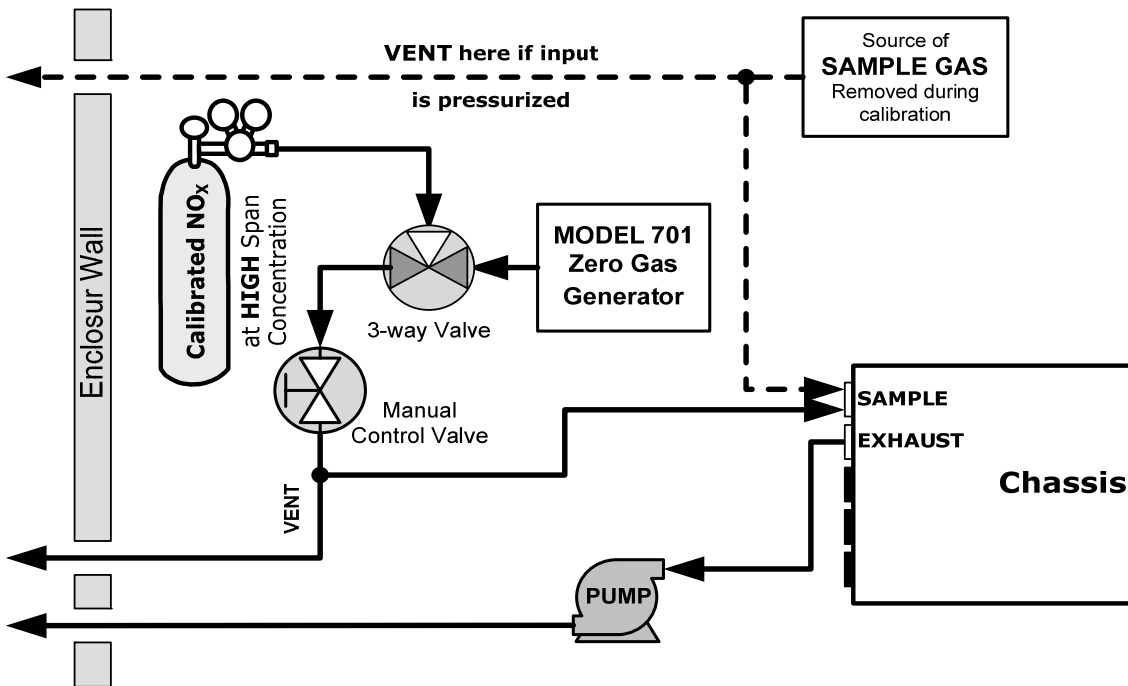 VENT here if input
is pressurized
Source of
SAMPLE GAS
Removed during
calibration
Enclosur Wall
Calibrated NOX
at HIGH Span
Concentration
MODEL 701
Zero Gas
Generator
3-way Valve
Manual
Control Valve
VENT
SAMPLE
EXHAUST
Chassis
PUMP